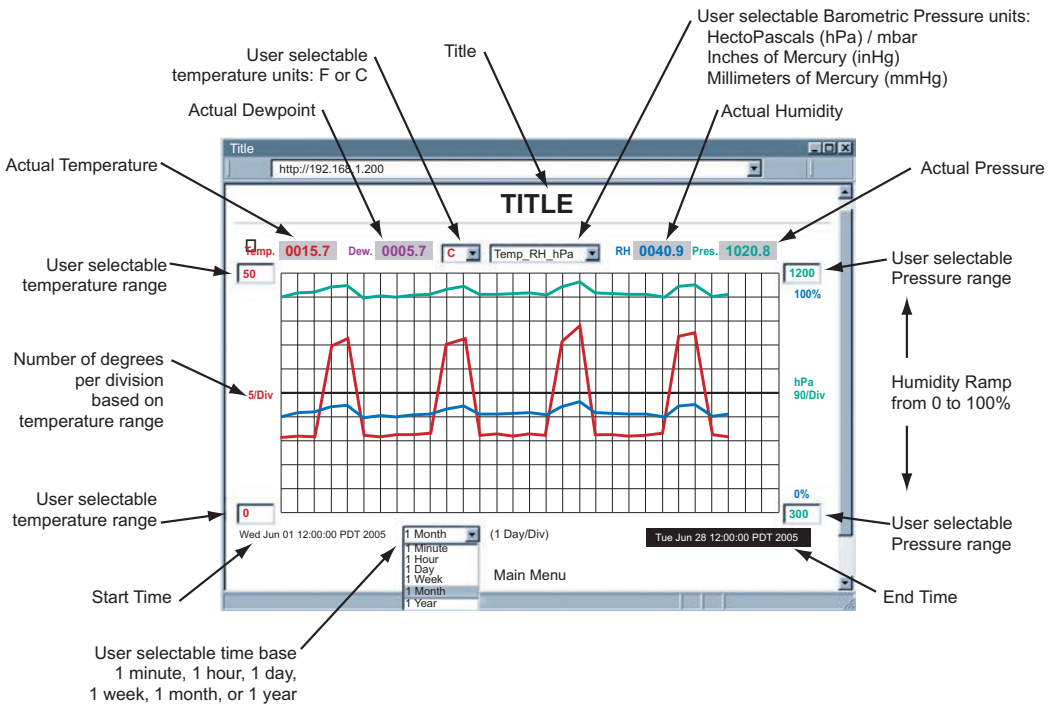 User selectable Barometric Pressure units:
HectoPascals (hPa) / mbar
Inches of Mercury (inHg)
Millimeters of Mercury (mmHg)
Title
User selectable
temperature units: F or C
Actual Dewpoint
Actual Humidity
Actual Temperature
Actual Pressure
Title
http://192.168.1.200
TITLE
Temp. 0015.7 Dew. 0005.7 C Temp_RH_hPa RH 0040.9 Pres. 1020.8
User selectable
temperature range
50
1200
100%
User selectable
Pressure range
Number of degrees
per division
based on
temperature range
5/Div
hPa
90/Div
Humidity Ramp
from 0 to 100%
User selectable
temperature range
0
0%
300
User selectable
Pressure range
Wed Jun 01 12:00:00 PDT 2005
1 Month
(1 Day/Div)
Tue Jun 28 12:00:00 PDT 2005
1 Minute
1 Hour
1 Day
1 Week
1 Month
1 Year
Main Menu
Start Time
End Time
User selectable time base
1 minute, 1 hour, 1 day,
1 week, 1 month, or 1 year